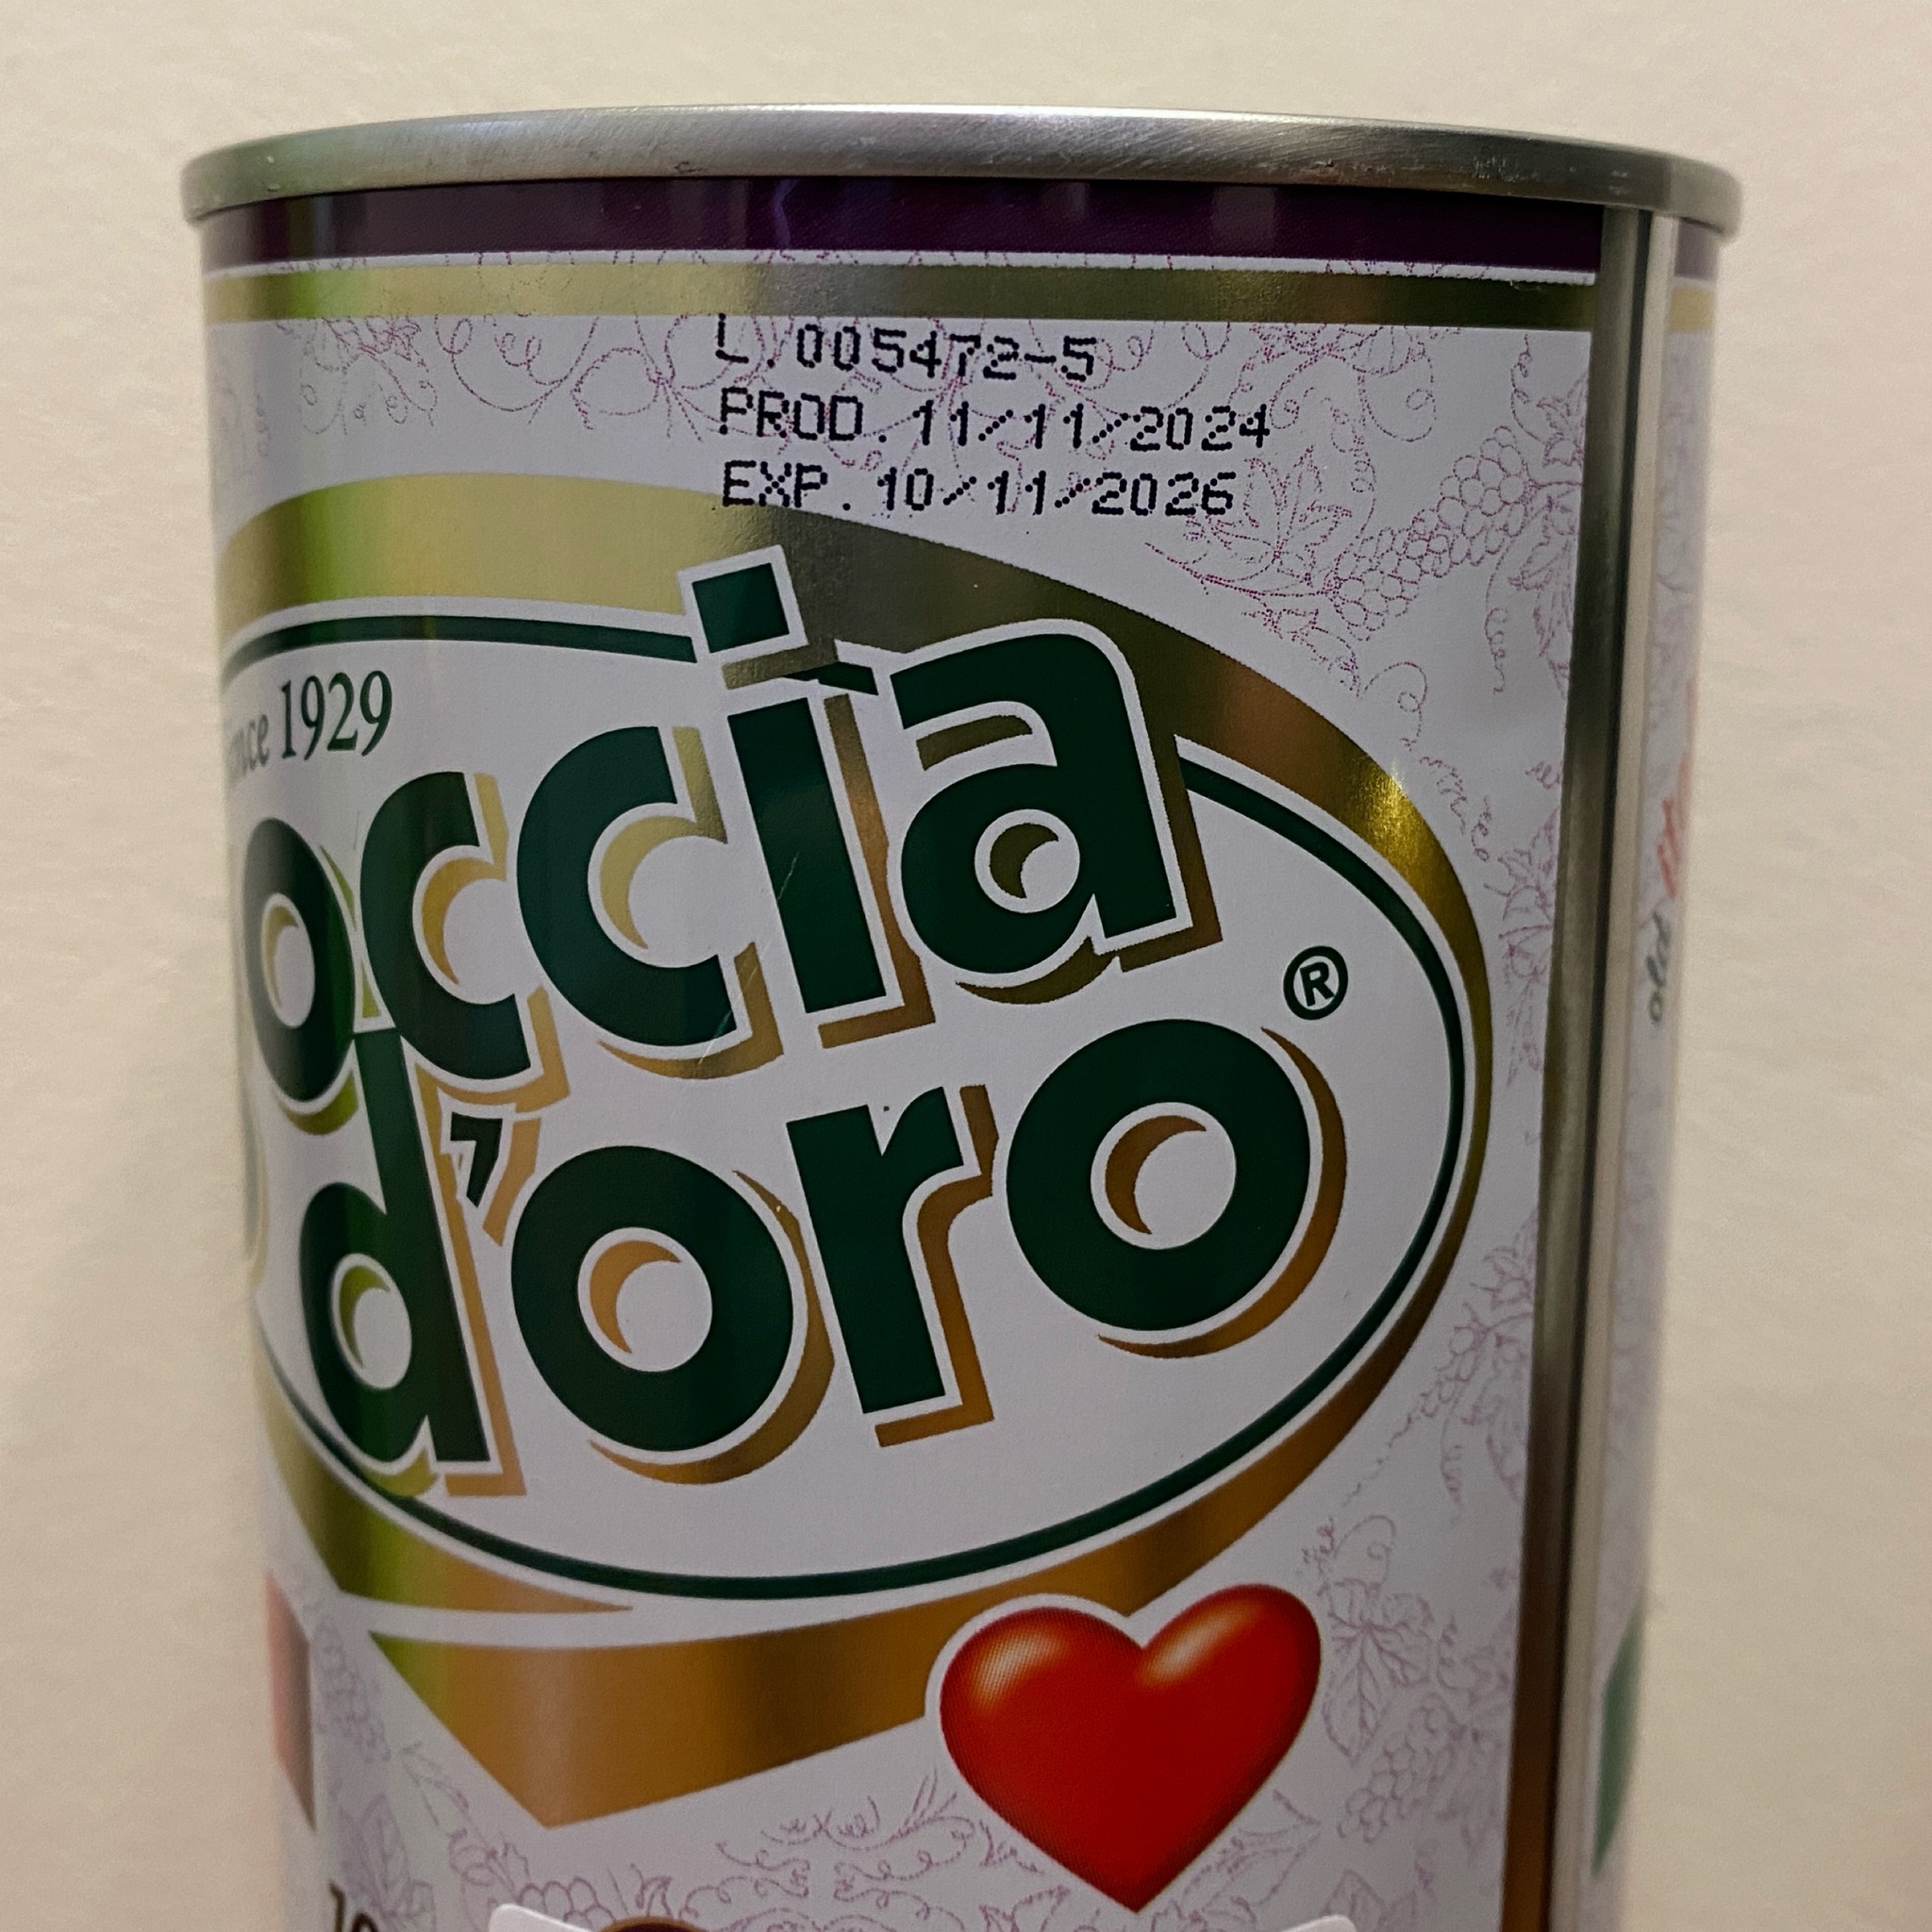 L.005472-5
PROD.11/11/2024
EXP.10/11/2026
since 1929
occia
d'oro®